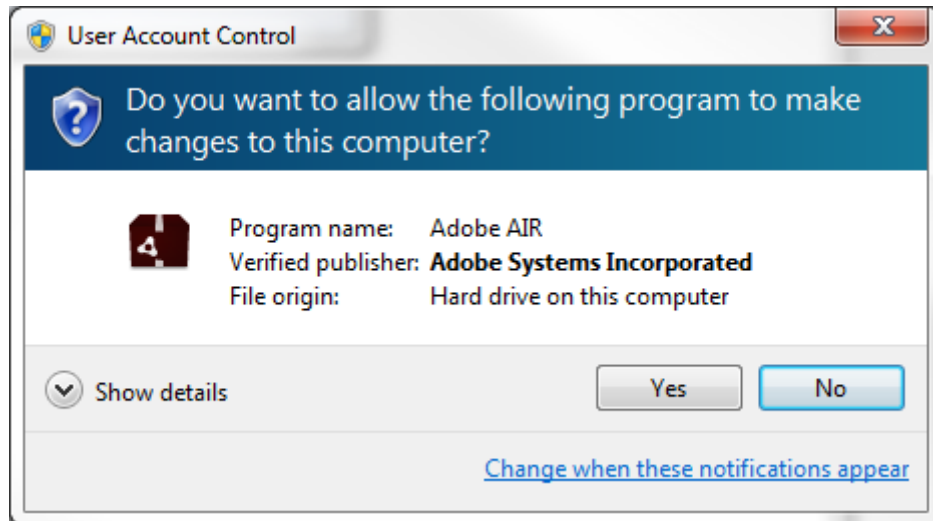 User Account Control
Do you want to allow the following program to make
changes to this computer?
Program name: Adobe AIR
Verified publisher: Adobe Systems Incorporated
File origin: Hard drive on this computer
Show details
Yes
No
Change when these notifications appear